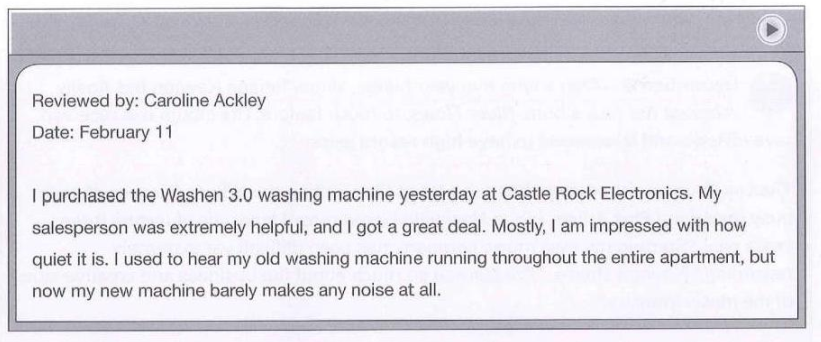 Reviewed by: Caroline Ackley
Date: February 11
I purchased the Washen 3.0 washing machine yesterday at Castle Rock Electronics. My
salesperson was extremely helpful, and I got a great deal. Mostly, I am impressed with how
quiet it is. I used to hear my old washing machine running throughout the entire apartment, but
now my new machine barely makes any noise at all.